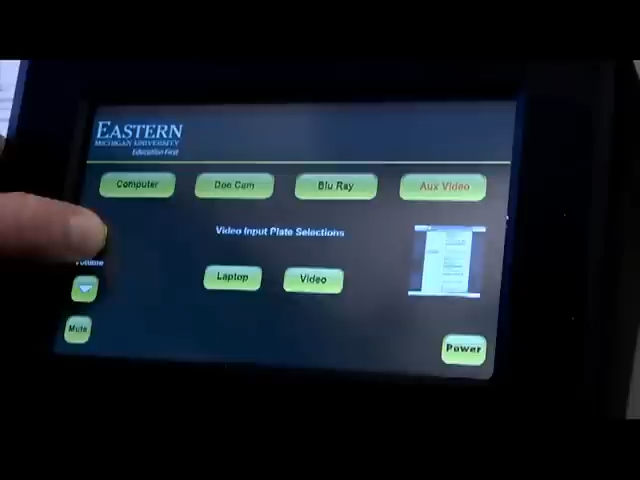 EASTERN
MICHIGAN UNIVERSITY
Education First
Computer
Doc Cam
Blu Ray
Aux Video
Video Input Plate Selections
Volume
Laptop
Video
Mute
Power